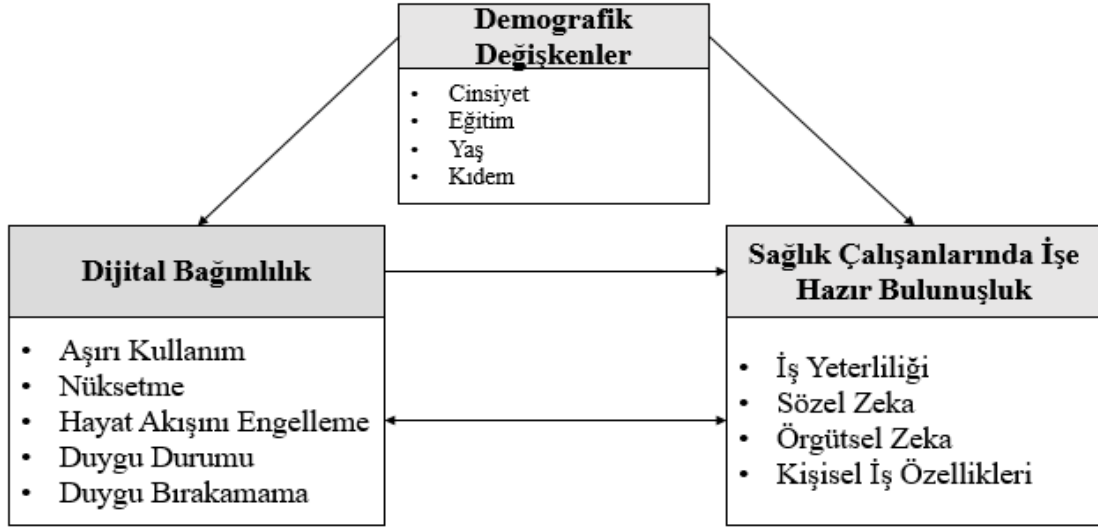 Demografik
Değişkenler
• Cinsiyet
• Eğitim
• Yaş
• Kıdem
Dijital Bağımlılık
• Aşırı Kullanım
• Nüksetme
• Hayat Akışını Engelleme
• Duygu Durumu
• Duygu Bırakamama
Sağlık Çalışanlarında İşe
Hazır Bulunuşluk
• İş Yeterliliği
• Sözel Zeka
• Örgütsel Zeka
• Kişisel İş Özellikleri